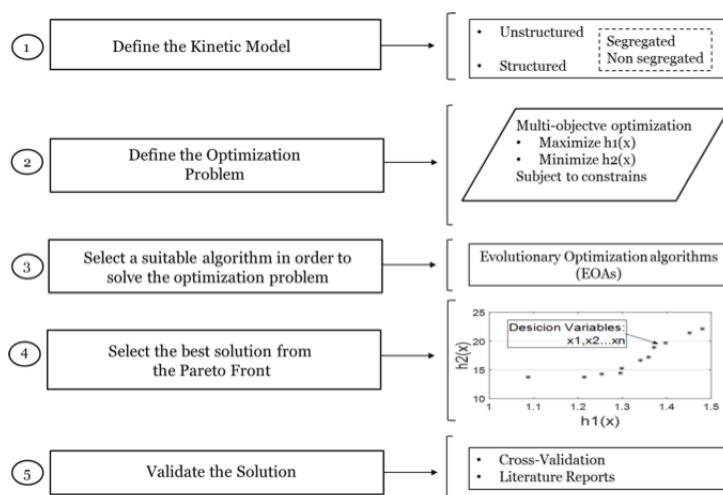 1
Define the Kinetic Model
• Unstructured
• Structured
Segregated
Non segregated
2
Define the Optimization
Problem
Multi-objectve optimization
• Maximize h1(x)
• Minimize h2(x)
Subject to constrains
3
Select a suitable algorithm in order to
solve the optimization problem
Evolutionary Optimization algorithms
(EOAs)
4
Select the best solution from
the Pareto Front
25
20
15
10
h2(x)
Desicion Variables:
x1,x2...xn
1 1.1 1.2 1.3 1.4 1.5
h1(x)
5
Validate the Solution
• Cross-Validation
• Literature Reports